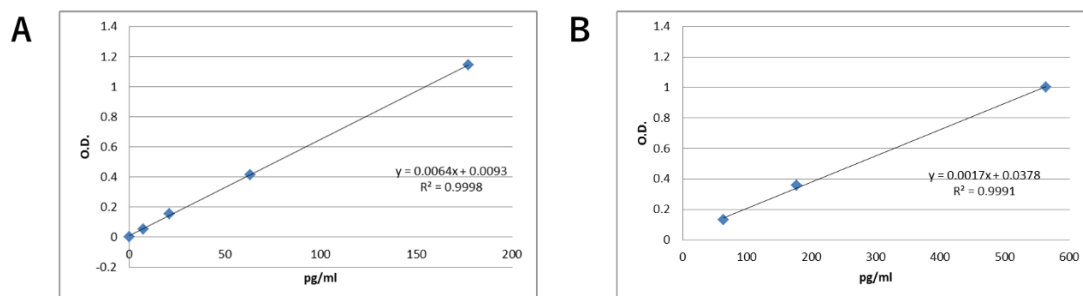 A
1.4
1.2
1
0.8
0.6
0.4
0.2
0
-0.2
O.D.
y = 0.0064x + 0.0093
R² = 0.9998
0 50 100 150 200
pg/ml
B
1.4
1.2
1
0.8
0.6
0.4
0.2
0
O.D.
y = 0.0017x + 0.0378
R² = 0.9991
0 100 200 300 400 500 600
pg/ml